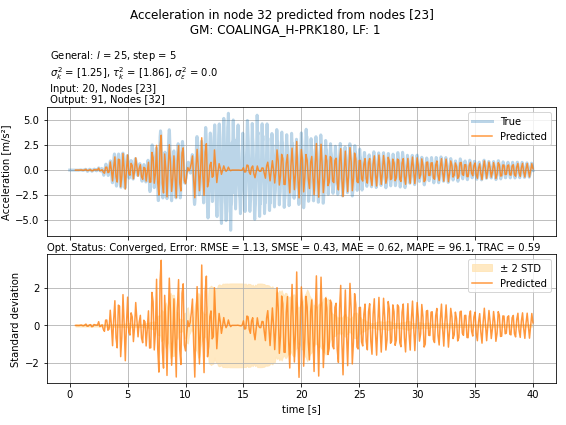 Acceleration in node 32 predicted from nodes [23]
GM: COALINGA_H-PRK180, LF: 1
General: l = 25, step = 5
σ²ₖ = [1.25], τ²ₖ = [1.86], σ²ε = 0.0
Input: 20, Nodes [23]
Output: 91, Nodes [32]
Acceleration [m/s²]
5.0
2.5
0.0
−2.5
−5.0
True
Predicted
Opt. Status: Converged, Error: RMSE = 1.13, SMSE = 0.43, MAE = 0.62, MAPE = 96.1, TRAC = 0.59
Standard deviation
2
0
−2
± 2 STD
Predicted
0 5 10 15 20 25 30 35 40
time [s]